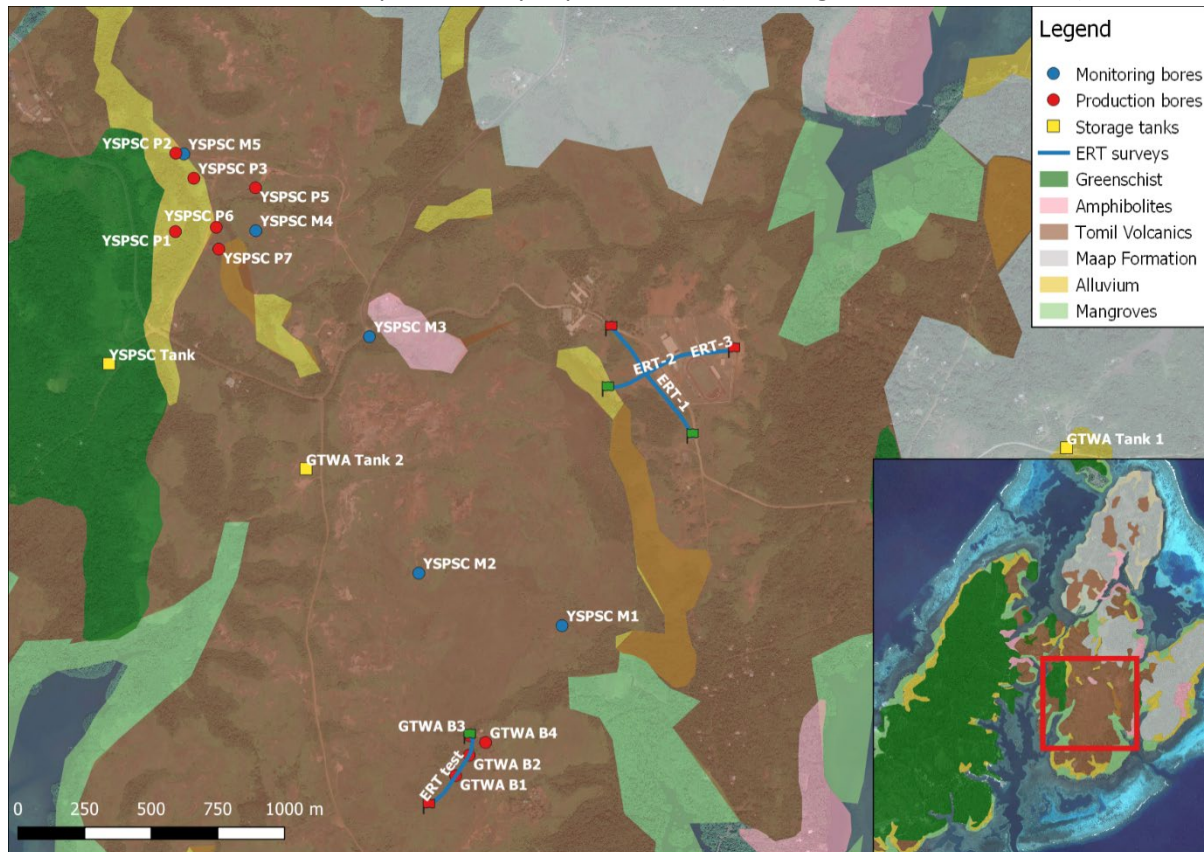 Legend
Monitoring bores
Production bores
Storage tanks
ERT surveys
Greenschist
Amphibolites
Tomil Volcanics
Maap Formation
Alluvium
Mangroves
YSPSC P2
YSPSC M5
YSPSC P3
YSPSC P5
YSPSC P6
YSPSC M4
YSPSC P1
YSPSC P7
YSPSC M3
YSPSC Tank
ERT-2
ERT-3
ERT-1
GTWA Tank 1
GTWA Tank 2
YSPSC M2
YSPSC M1
GTWA B3
GTWA B4
ERT test
GTWA B2
GTWA B1
0 250 500 750 1000 m